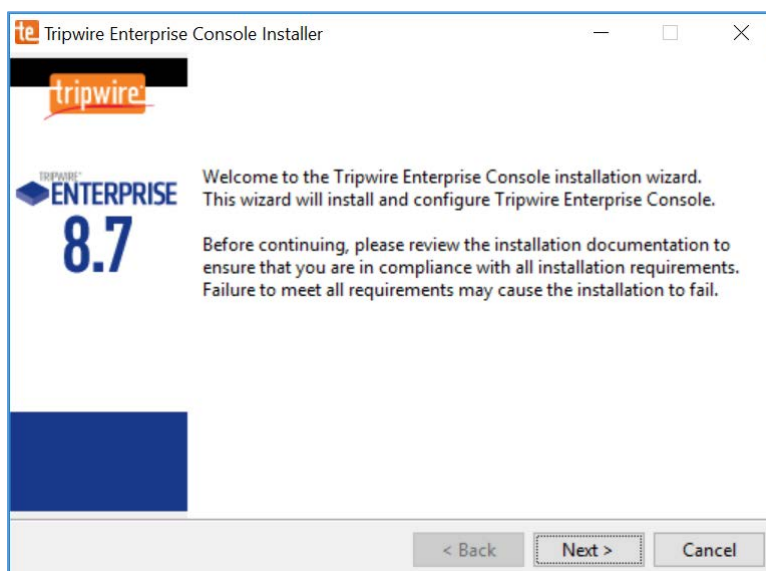 te Tripwire Enterprise Console Installer
tripwire
TRIPWIRE
ENTERPRISE
8.7
Welcome to the Tripwire Enterprise Console installation wizard.
This wizard will install and configure Tripwire Enterprise Console.
Before continuing, please review the installation documentation to
ensure that you are in compliance with all installation requirements.
Failure to meet all requirements may cause the installation to fail.
< Back Next > Cancel